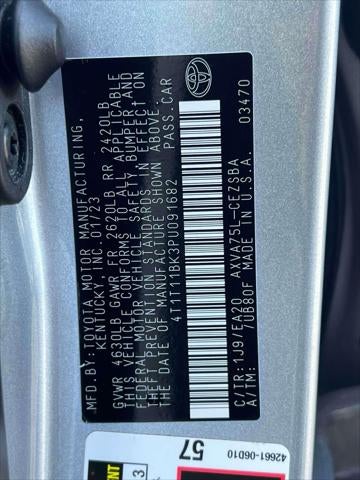 MFD. BY: TOYOTA MOTOR MANUFACTURING,
KENTUCKY, INC. 01/23
GVWR 4630LB GAWR FR 2620LB RR 2420LB
THIS VEHICLE CONFORMS TO ALL APPLICABLE
FEDERAL MOTOR VEHICLE SAFETY, BUMPER, AND
THEFT PREVENTION STANDARDS IN EFFECT ON
THE DATE OF MANUFACTURE SHOWN ABOVE.
4T1T11BK3PU091682 PASS.CAR
C/TR: 1J9/EA20 AXVA75L-CEZSBA
A/TM: 70B80F MADE IN U.S.A. 03470
TOYOTA
42661-06D10
57